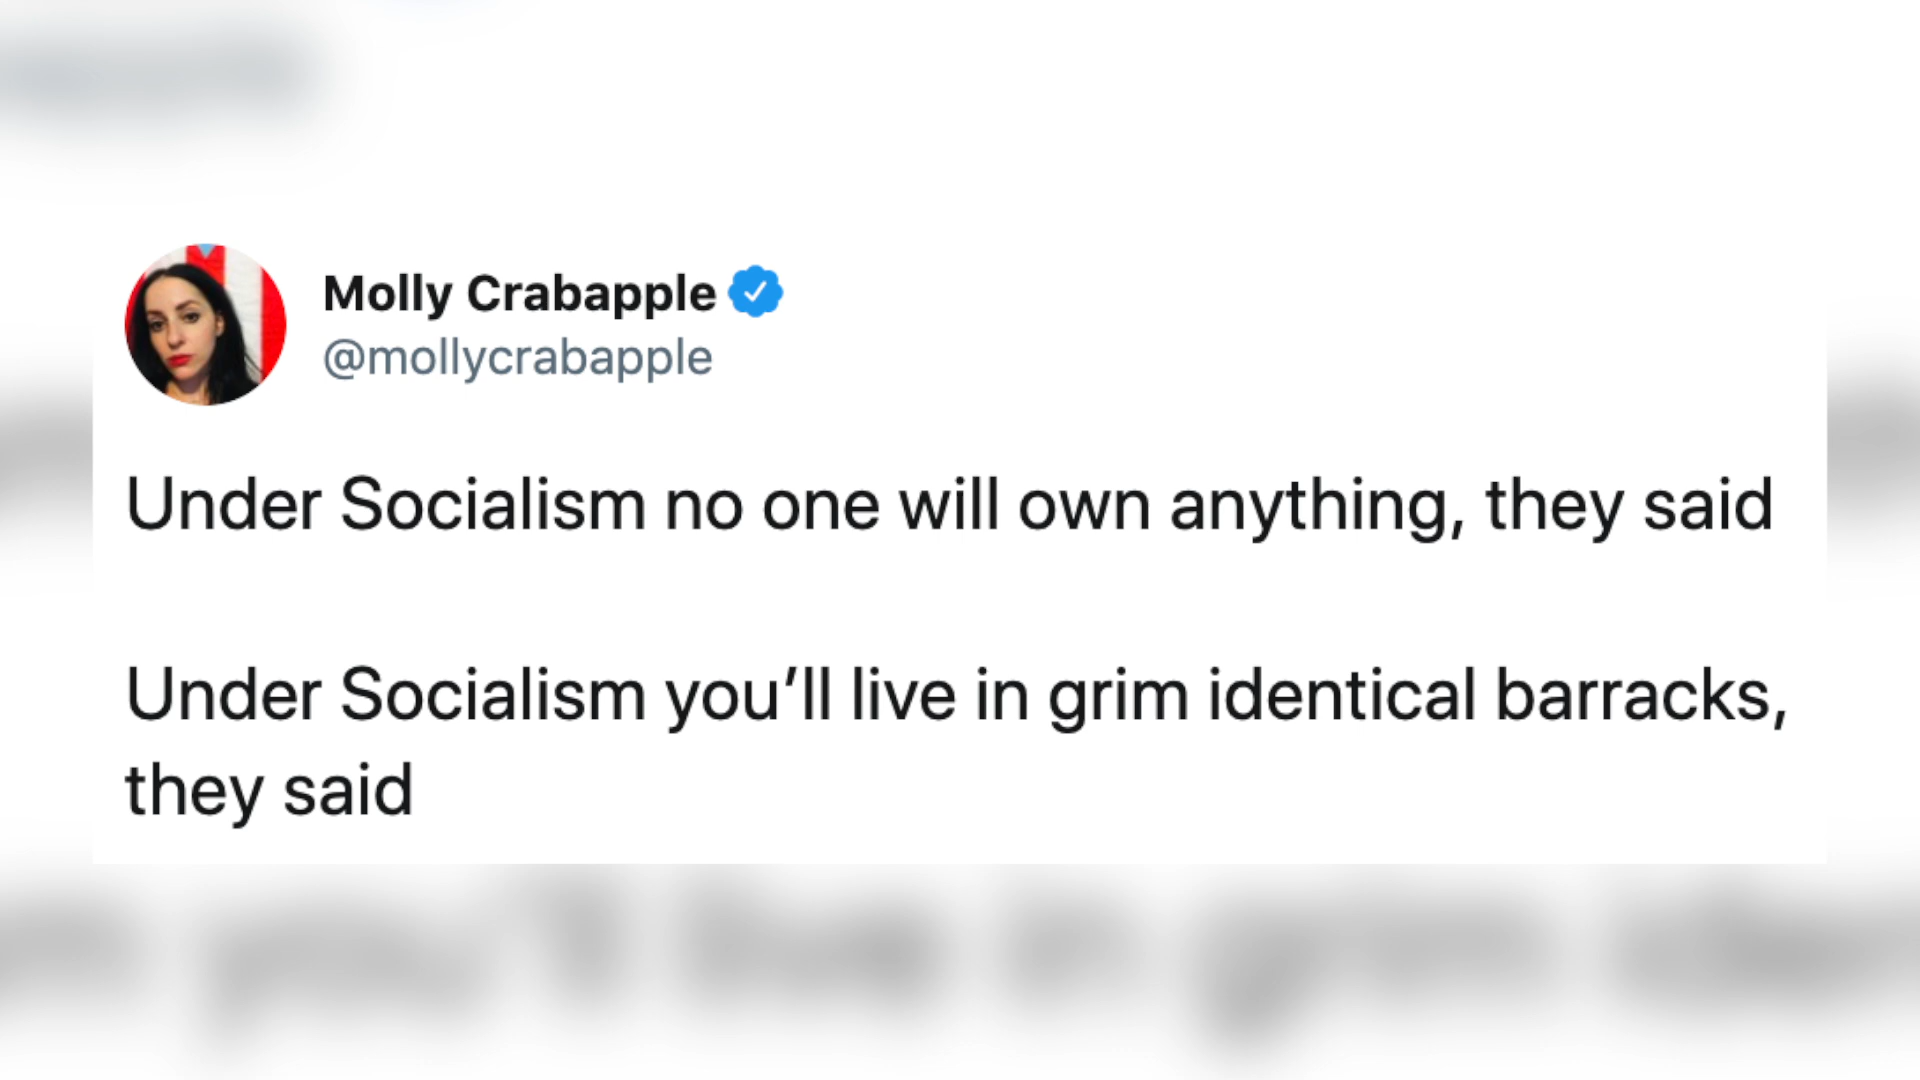 Molly Crabapple
@mollycrabapple
Under Socialism no one will own anything, they said
Under Socialism you’ll live in grim identical barracks,
they said